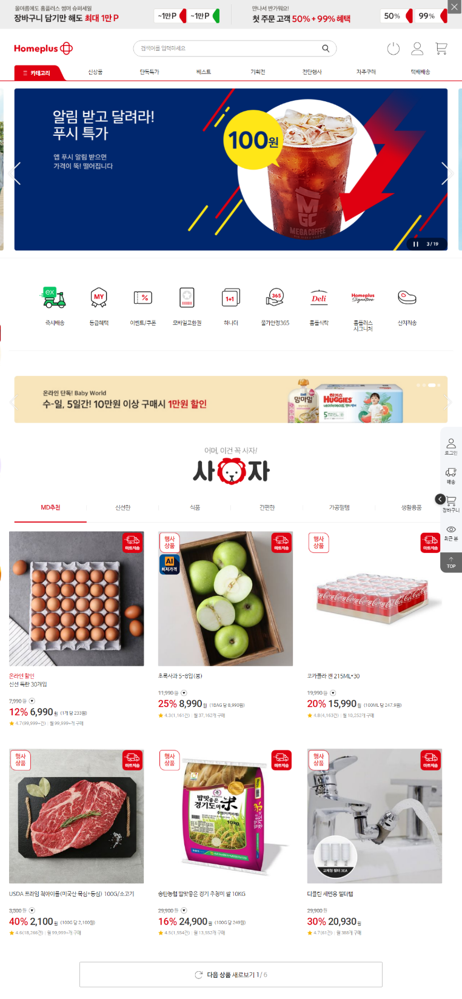 올여름에도 홈플러스 썸머 슈퍼세일
장바구니 담기만 해도 최대 1만 P
~1만 P
~1만 P
만나서 반가워요!
첫 주문 고객 50% + 99% 혜택
50%
99%
Homeplus
검색어를 입력하세요
카테고리
신상품
단독특가
베스트
기획전
전단행사
자주구매
택배배송
알림 받고 달려라!
푸시 특가
앱 푸시 알림 받으면
가격이 뚝! 떨어집니다
100원
M
GC
MEGA COFFEE
3 / 19
ex
즉시배송
MY
등급혜택
%
이벤트/쿠폰
모바일교환권
1+1
하나더
365
물가안정365
Deli
홈플식탁
Homeplus
Signature
홈플러스
시그니처
산지직송
온라인 단독! Baby World
수-일, 5일간! 10만원 이상 구매시 1만원 할인
맘마밀
하기스
HUGGIES
네이처메이드 썸머팬티
5
로그인
배송
장바구니
최근 본
TOP
어머, 이건 꼭 사자!
사자
MD추천
신선한
식품
간편한
가공필템
생활용품
마트직송
온라인 할인
신선 특란 30개입
7,990원
12% 6,990원 (1개 당 233원)
4.7(99,999+건) | 월 99,999+개 구매
행사
상품
AI
최저가격
마트직송
초록사과 5-8입(봉)
11,990원
25% 8,990원 (1BAG 당 8,990원)
4.3(1,161건) | 월 37,162개 구매
행사
상품
마트직송
Coca-Cola
코카콜라 캔 215ML*30
19,990원
20% 15,990원 (100ML 당 247.9원)
4.8(4,163건) | 월 10,252개 구매
행사
상품
마트직송
USDA 프라임 척아이롤(미국산 목심+등심) 100G/소고기
3,500원
40% 2,100원 (100G 당 2,100원)
4.6(18,266건) | 월 99,999+개 구매
행사
상품
마트직송
밥맛좋은
경기도의 米
추청(아끼바레)
10kg
송탄농협 밥맛좋은 경기 추청미 쌀 10KG
29,900원
16% 24,900원 (100G 당 249원)
4.5(1,554건) | 월 13,552개 구매
행사
상품
마트직송
교체형 필터 3EA
디클린 세면용 필터탭
29,900원
30% 20,930원
4.7(61건) | 월 388개 구매
다음 상품 새로보기 1 / 6